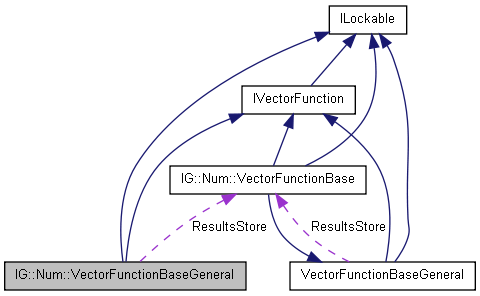 ILockable
IVectorFunction
IG::Num::VectorFunctionBase
ResultsStore
ResultsStore
IG::Num::VectorFunctionBaseGeneral
VectorFunctionBaseGeneral